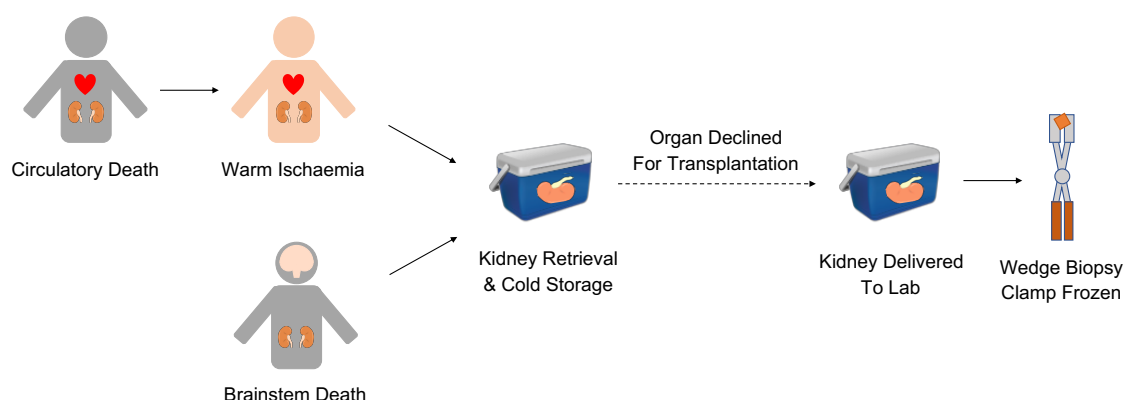 Circulatory Death
Warm Ischaemia
Brainstem Death
Kidney Retrieval
& Cold Storage
Organ Declined
For Transplantation
Kidney Delivered
To Lab
Wedge Biopsy
Clamp Frozen